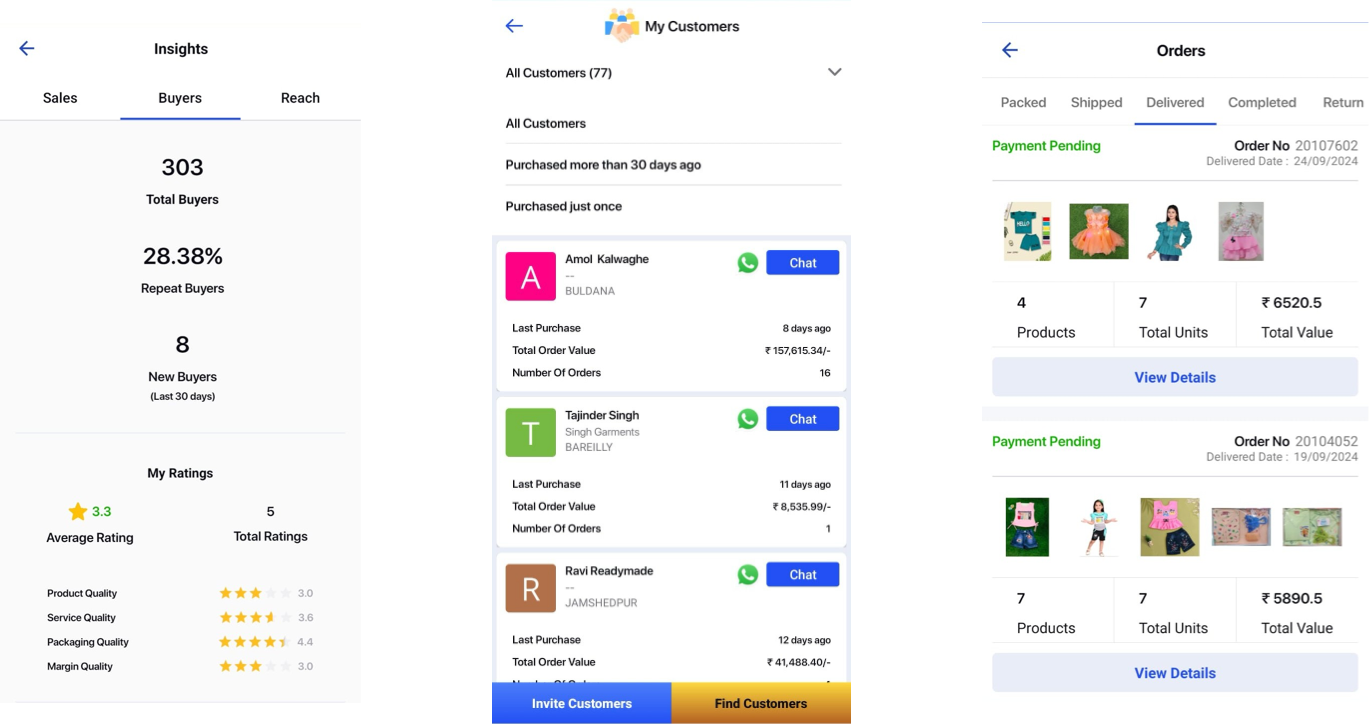 Insights
Sales Buyers Reach
303
Total Buyers
28.38%
Repeat Buyers
8
New Buyers
(Last 30 days)
My Ratings
3.3 5
Average Rating Total Ratings
Product Quality 3.0
Service Quality 3.6
Packaging Quality 4.4
Margin Quality 3.0
My Customers
All Customers (77)
All Customers
Purchased more than 30 days ago
Purchased just once
A
Amol Kalwaghe Chat
--
BULDANA
Last Purchase 8 days ago
Total Order Value ₹ 157,615.34/-
Number Of Orders 16
T
Tajinder Singh Chat
Singh Garments
BAREILLY
Last Purchase 11 days ago
Total Order Value ₹ 8,535.99/-
Number Of Orders 1
R
Ravi Readymade Chat
--
JAMSHEDPUR
Last Purchase 12 days ago
Total Order Value ₹ 41,488.40/-
Invite Customers Find Customers
Orders
Packed Shipped Delivered Completed Return
Payment Pending Order No 20107602
Delivered Date : 24/09/2024
HELLO
4 7 ₹ 6520.5
Products Total Units Total Value
View Details
Payment Pending Order No 20104052
Delivered Date : 19/09/2024
7 7 ₹ 5890.5
Products Total Units Total Value
View Details